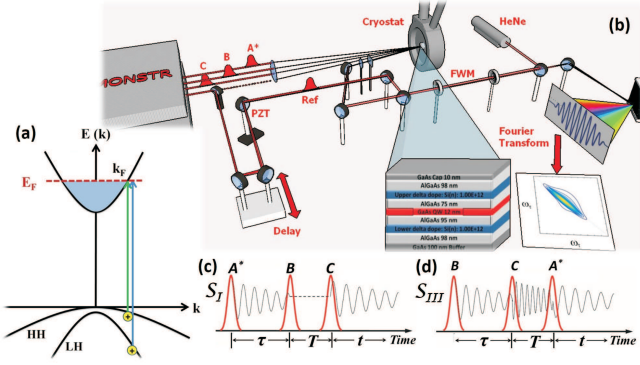 Cryostat
HeNe
(b)
A*
B
C
MONSTR
FWM
Ref
PZT
Fourier
Transform
Delay
(a)
E (k)
k_F
E_F
k
HH
LH
GaAs Cap 10 nm
AlGaAs 98 nm
Upper delta dope: Si(n): 1.00E+12
AlGaAs 75 nm
GaAs QW 12 nm
AlGaAs 95 nm
Lower delta dope: Si(n): 1.00E+12
AlGaAs 98 nm
GaAs 100 nm Buffer
ω_τ
ω_t
(c)
A* B C
S_I
τ T t Time
(d)
B C A*
S_III
τ T t Time